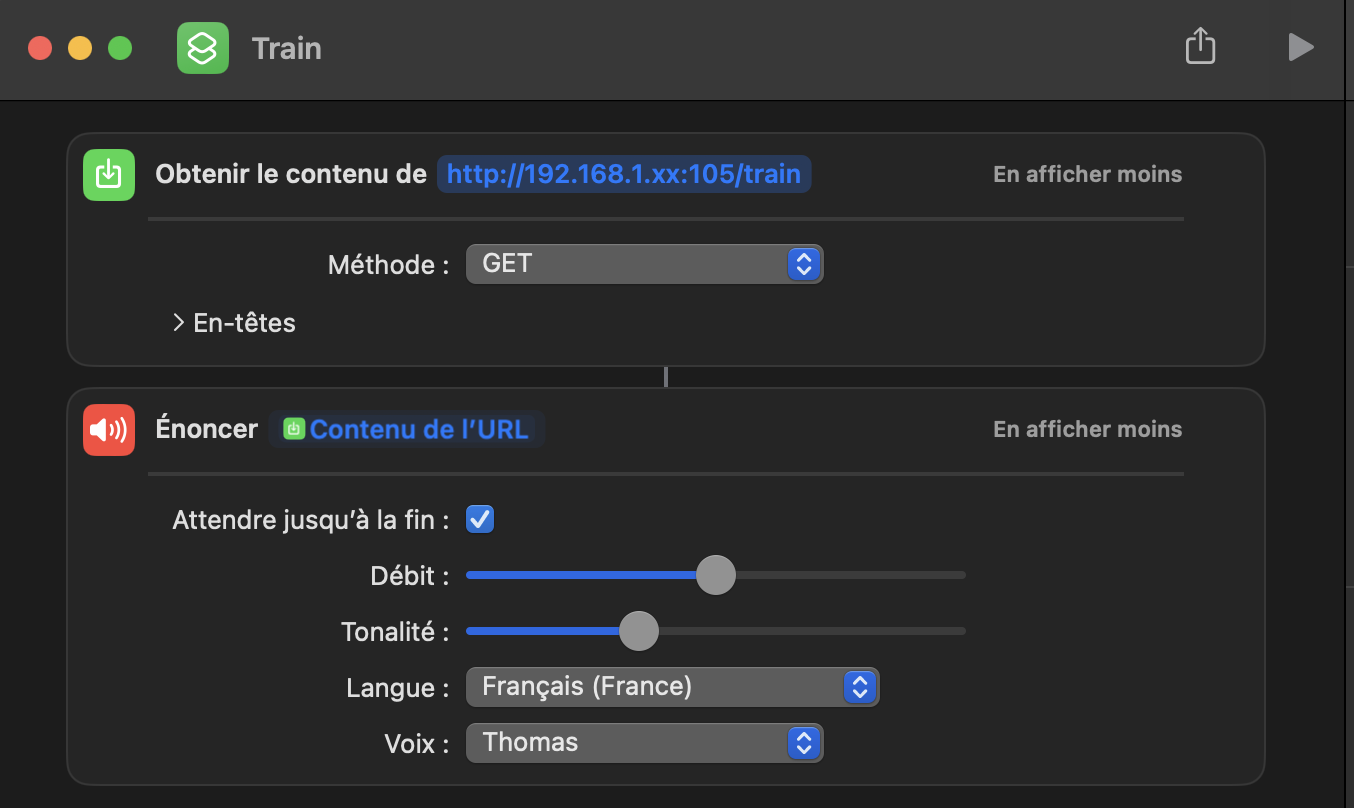 Train
Obtenir le contenu de http://192.168.1.xx:105/train En afficher moins
Méthode : GET
En-têtes
Énoncer Contenu de l’URL En afficher moins
Attendre jusqu’à la fin :
Débit :
Tonalité :
Langue : Français (France)
Voix : Thomas